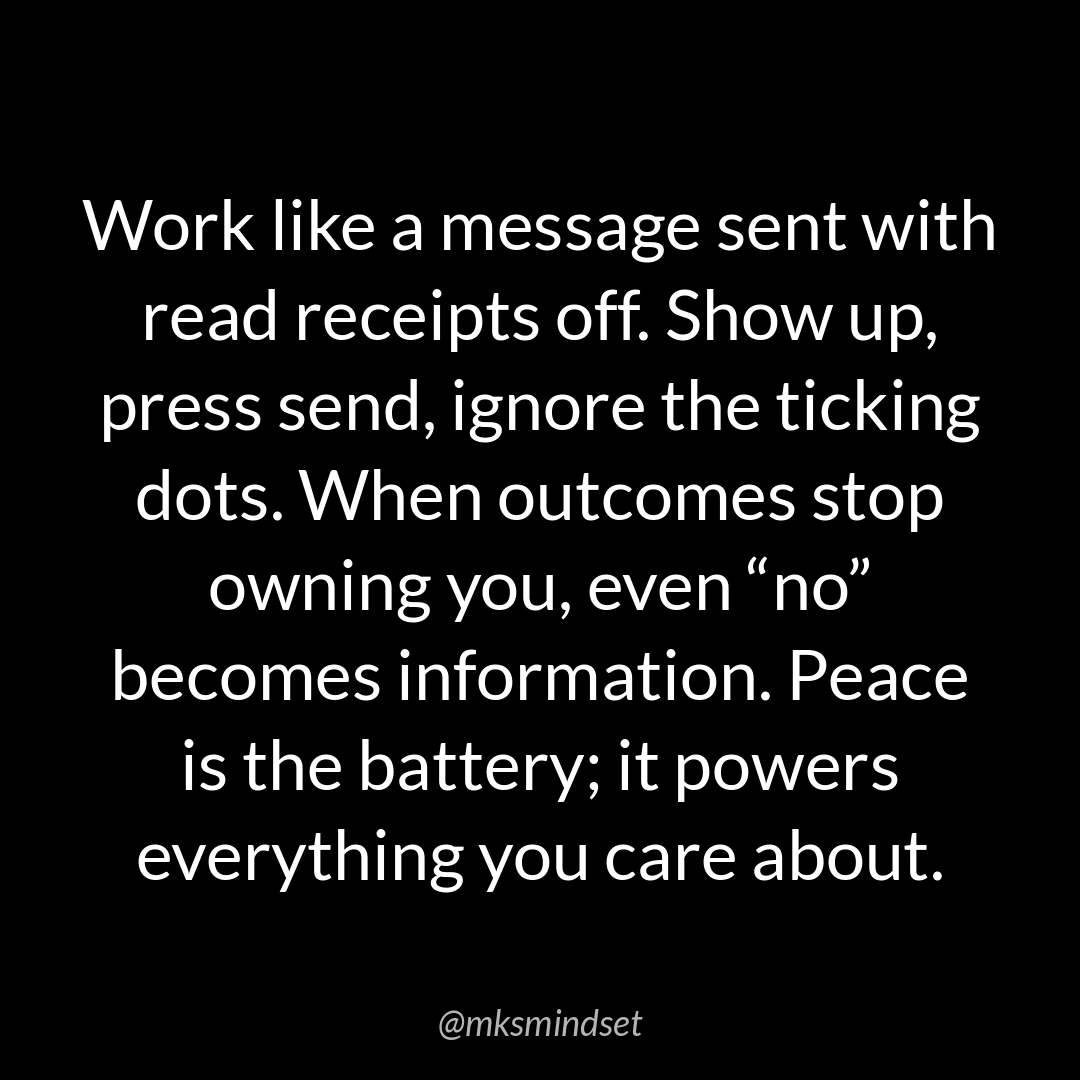 Work like a message sent with
read receipts off. Show up,
press send, ignore the ticking
dots. When outcomes stop
owning you, even “no”
becomes information. Peace
is the battery; it powers
everything you care about.
@mksmindset